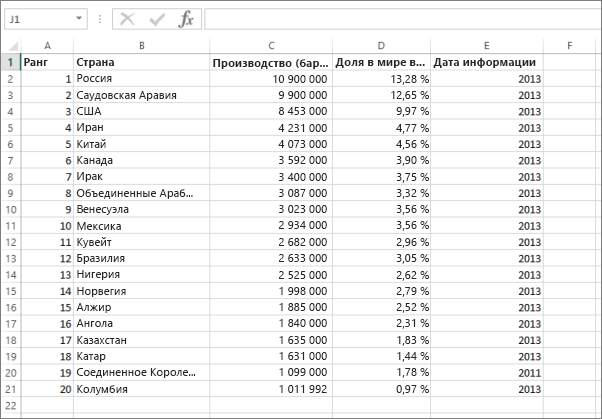 J1 fx
A B C D E F
1 Ранг Страна Производство (бар... Доля в мире в... Дата информации
2 1 Россия 10 900 000 13,28 % 2013
3 2 Саудовская Аравия 9 900 000 12,65 % 2013
4 3 США 8 453 000 9,97 % 2013
5 4 Иран 4 231 000 4,77 % 2013
6 5 Китай 4 073 000 4,56 % 2013
7 6 Канада 3 592 000 3,90 % 2013
8 7 Ирак 3 400 000 3,75 % 2013
9 8 Объединенные Араб... 3 087 000 3,32 % 2013
10 9 Венесуэла 3 023 000 3,56 % 2013
11 10 Мексика 2 934 000 3,56 % 2013
12 11 Кувейт 2 682 000 2,96 % 2013
13 12 Бразилия 2 633 000 3,05 % 2013
14 13 Нигерия 2 525 000 2,62 % 2013
15 14 Норвегия 1 998 000 2,79 % 2013
16 15 Алжир 1 885 000 2,52 % 2013
17 16 Ангола 1 840 000 2,31 % 2013
18 17 Казахстан 1 635 000 1,83 % 2013
19 18 Катар 1 631 000 1,44 % 2013
20 19 Соединенное Короле... 1 099 000 1,78 % 2011
21 20 Колумбия 1 011 992 0,97 % 2013
22